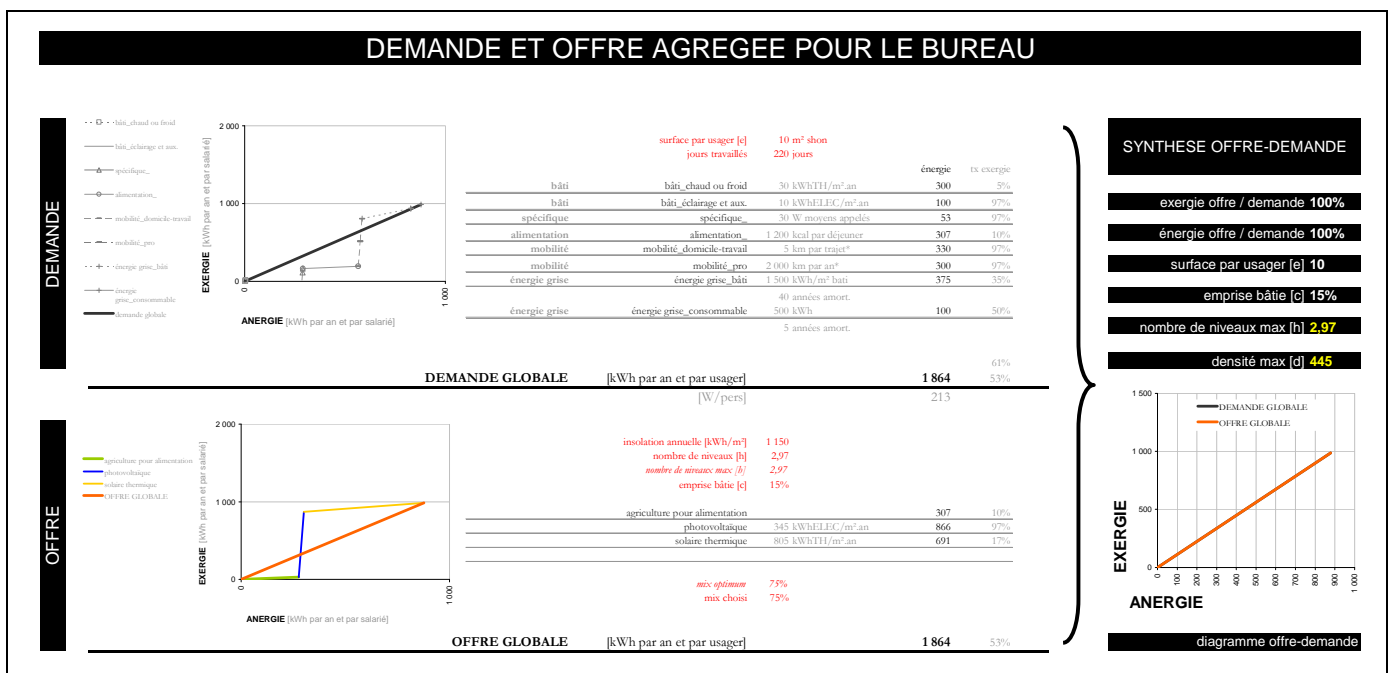 DEMANDE ET OFFRE AGREGEE POUR LE BUREAU
DEMANDE
bâti_chaud ou froid
bâti_éclairage et aux.
spécifique_
alimentation_
mobilité_domicile-travail
mobilité_pro
énergie grise_bâti
énergie
grise_consommable
demande globale
EXERGIE [kWh par an et par salarié]
2 000
1 000
0
0
1 000
ANERGIE [kWh par an et par salarié]
surface par usager [e] 10 m² shon
jours travaillés 220 jours
énergie tx exergie
bâti bâti_chaud ou froid 30 kWhTH/m².an 300 5%
bâti bâti_éclairage et aux. 10 kWhELEC/m².an 100 97%
spécifique spécifique_ 30 W moyens appelés 53 97%
alimentation alimentation_ 1 200 kcal par déjeuner 307 10%
mobilité mobilité_domicile-travail 5 km par trajet* 330 97%
mobilité mobilité_pro 2 000 km par an* 300 97%
énergie grise énergie grise_bâti 1 500 kWh/m² bati 375 35%
40 années amort.
énergie grise énergie grise_consommable 500 kWh 100 50%
5 années amort.
61%
DEMANDE GLOBALE [kWh par an et par usager] 1 864 53%
[W/pers] 213
OFFRE
agriculture pour alimentation
photovoltaïque
solaire thermique
OFFRE GLOBALE
EXERGIE [kWh par an et par salarié]
2 000
1 000
0
0
1 000
ANERGIE [kWh par an et par salarié]
insolation annuelle [kWh/m²] 1 150
nombre de niveaux [h] 2,97
nombre de niveaux max [h] 2,97
emprise bâtie [c] 15%
agriculture pour alimentation 307 10%
photovoltaïque 345 kWhELEC/m².an 866 97%
solaire thermique 805 kWhTH/m².an 691 17%
mix optimum 75%
mix choisi 75%
OFFRE GLOBALE [kWh par an et par usager] 1 864 53%
SYNTHESE OFFRE-DEMANDE
exergie offre / demande 100%
énergie offre / demande 100%
surface par usager [e] 10
emprise bâtie [c] 15%
nombre de niveaux max [h] 2,97
densité max [d] 445
EXERGIE
1 500
1 000
500
0
DEMANDE GLOBALE
OFFRE GLOBALE
0 100 200 300 400 500 600 700 800 900 1 000
ANERGIE
diagramme offre-demande